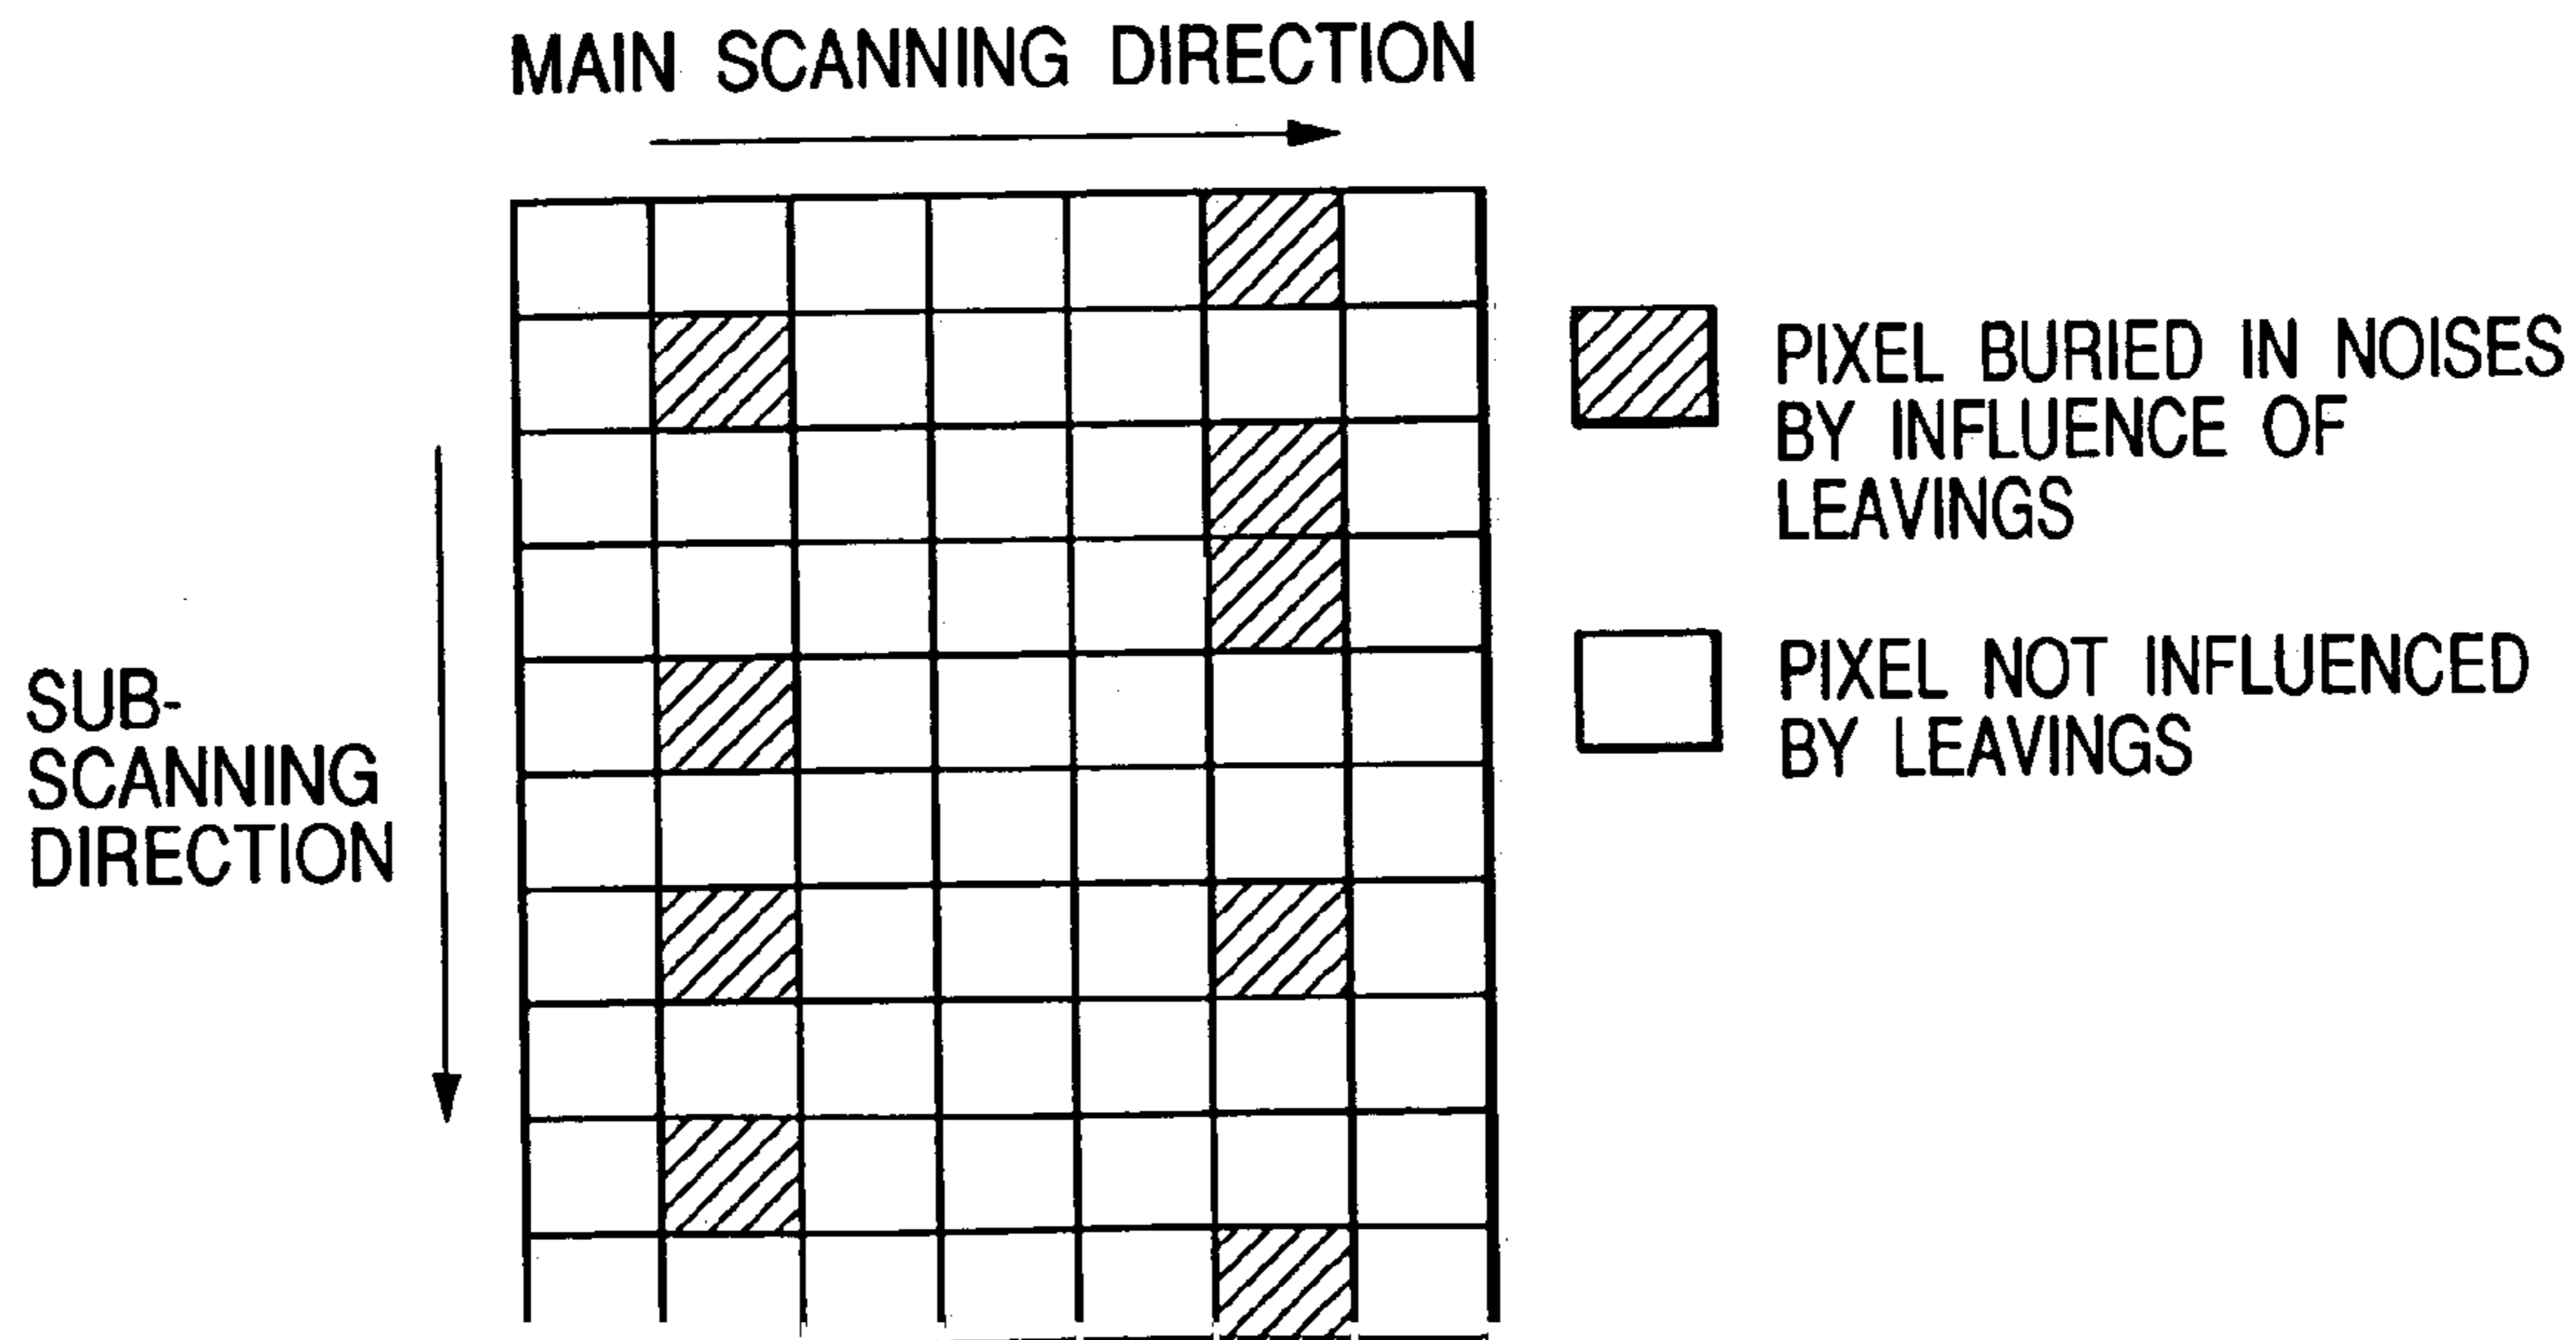 MAIN SCANNING DIRECTION
PIXEL BURIED IN NOISES
BY INFLUENCE OF
LEAVINGS
PIXEL NOT INFLUENCED
BY LEAVINGS
SUB-
SCANNING
DIRECTION